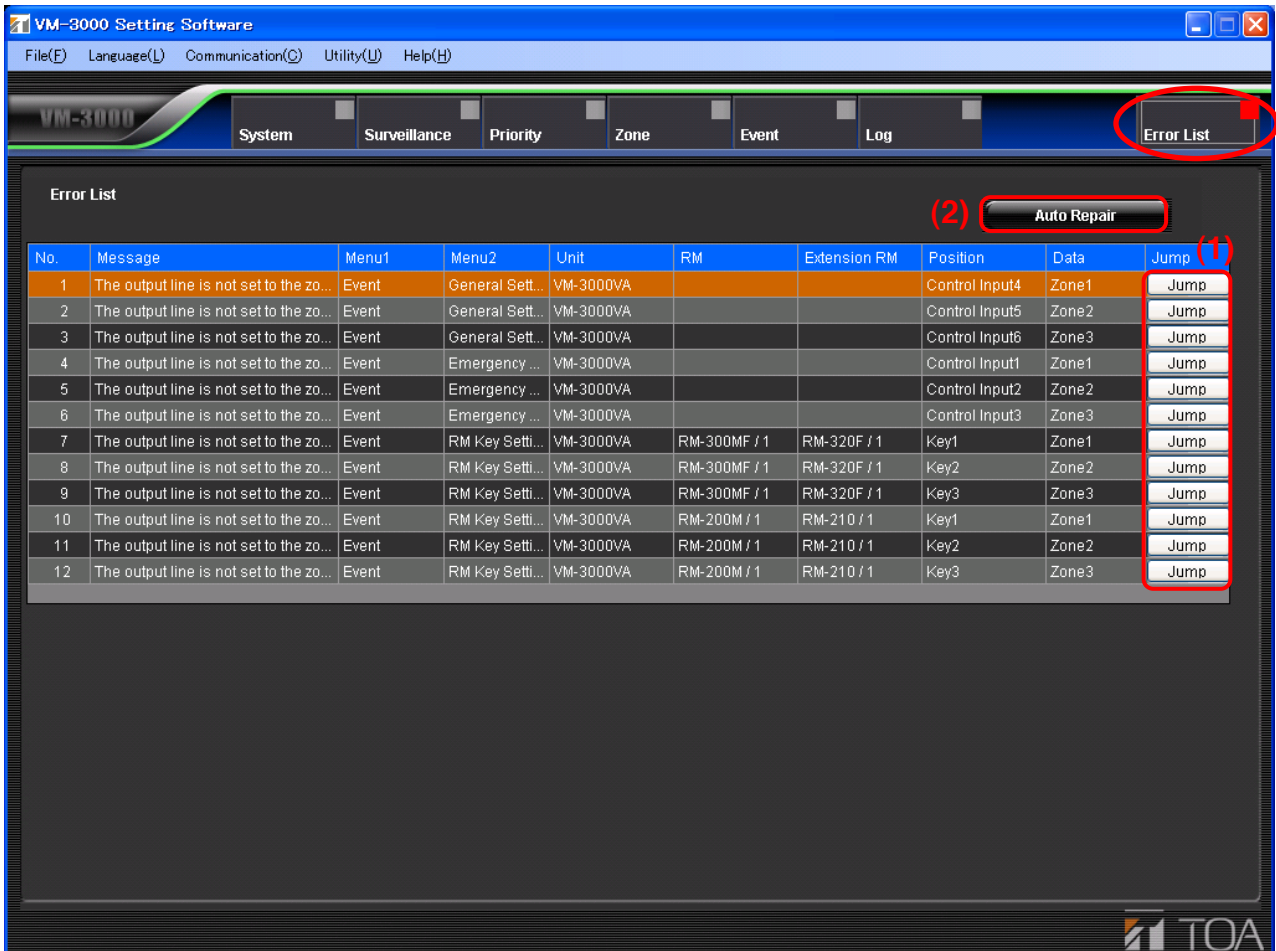 VM-3000 Setting Software
File(F) Language(L) Communication(C) Utility(U) Help(H)
VM-3000 System Surveillance Priority Zone Event Log Error List
Error List
(2) Auto Repair
(1)
No. Message Menu1 Menu2 Unit RM Extension RM Position Data Jump
1 The output line is not set to the zo... Event General Sett... VM-3000VA Control Input4 Zone1 Jump
2 The output line is not set to the zo... Event General Sett... VM-3000VA Control Input5 Zone2 Jump
3 The output line is not set to the zo... Event General Sett... VM-3000VA Control Input6 Zone3 Jump
4 The output line is not set to the zo... Event Emergency ... VM-3000VA Control Input1 Zone1 Jump
5 The output line is not set to the zo... Event Emergency ... VM-3000VA Control Input2 Zone2 Jump
6 The output line is not set to the zo... Event Emergency ... VM-3000VA Control Input3 Zone3 Jump
7 The output line is not set to the zo... Event RM Key Setti... VM-3000VA RM-300MF / 1 RM-320F / 1 Key1 Zone1 Jump
8 The output line is not set to the zo... Event RM Key Setti... VM-3000VA RM-300MF / 1 RM-320F / 1 Key2 Zone2 Jump
9 The output line is not set to the zo... Event RM Key Setti... VM-3000VA RM-300MF / 1 RM-320F / 1 Key3 Zone3 Jump
10 The output line is not set to the zo... Event RM Key Setti... VM-3000VA RM-200M / 1 RM-210 / 1 Key1 Zone1 Jump
11 The output line is not set to the zo... Event RM Key Setti... VM-3000VA RM-200M / 1 RM-210 / 1 Key2 Zone2 Jump
12 The output line is not set to the zo... Event RM Key Setti... VM-3000VA RM-200M / 1 RM-210 / 1 Key3 Zone3 Jump
TOA